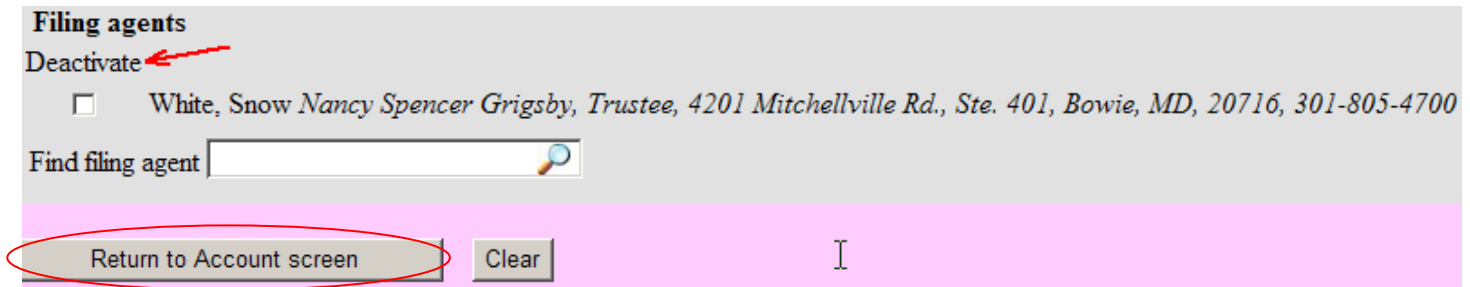 Filing agents
Deactivate
White, Snow Nancy Spencer Grigsby, Trustee, 4201 Mitchellville Rd., Ste. 401, Bowie, MD, 20716, 301-805-4700
Find filing agent
Return to Account screen Clear